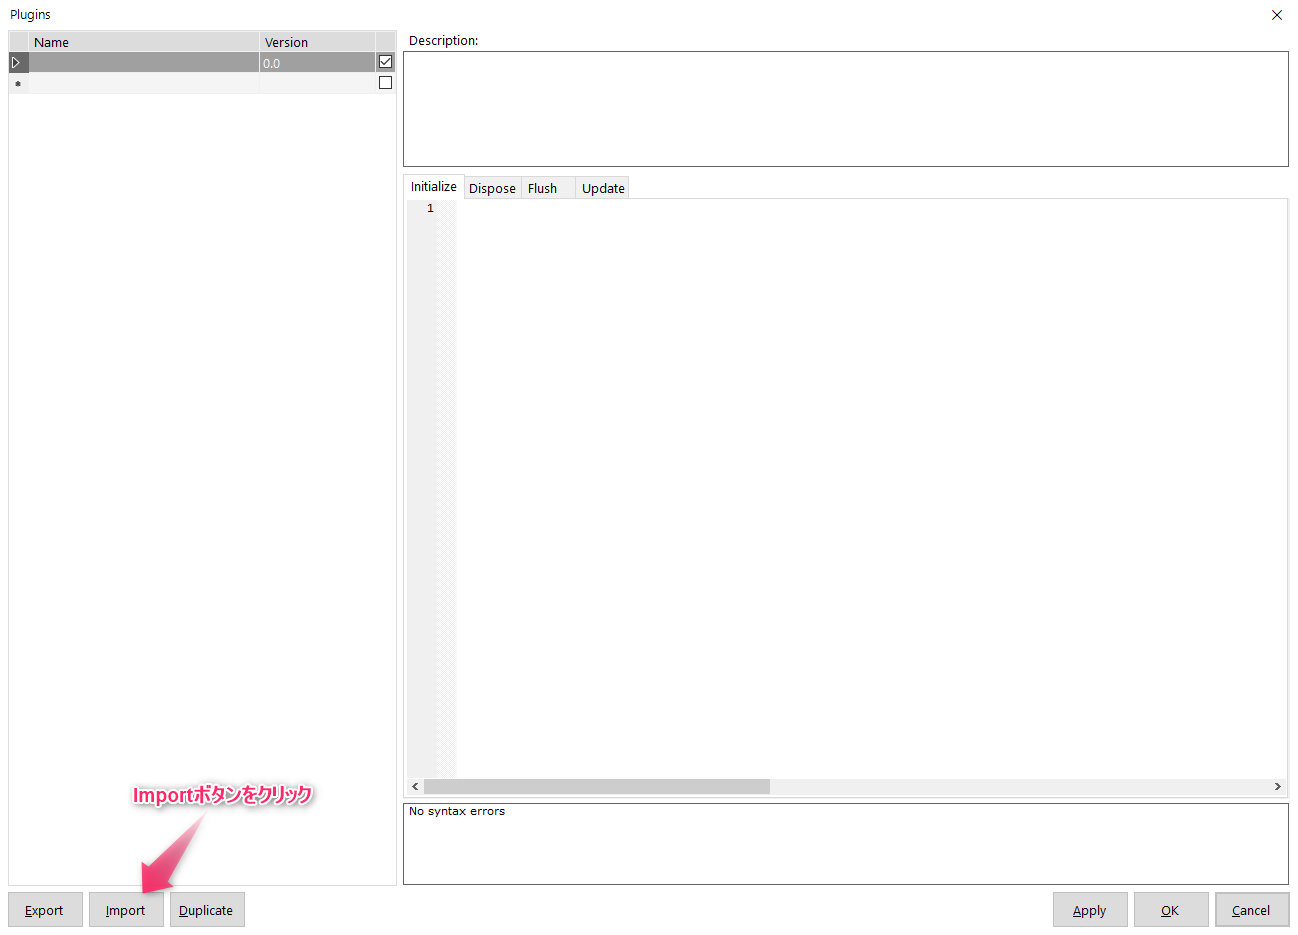 Plugins
Name Version
0.0
Description:
Initialize Dispose Flush Update
1
No syntax errors
Importボタンをクリック
Export Import Duplicate
Apply OK Cancel